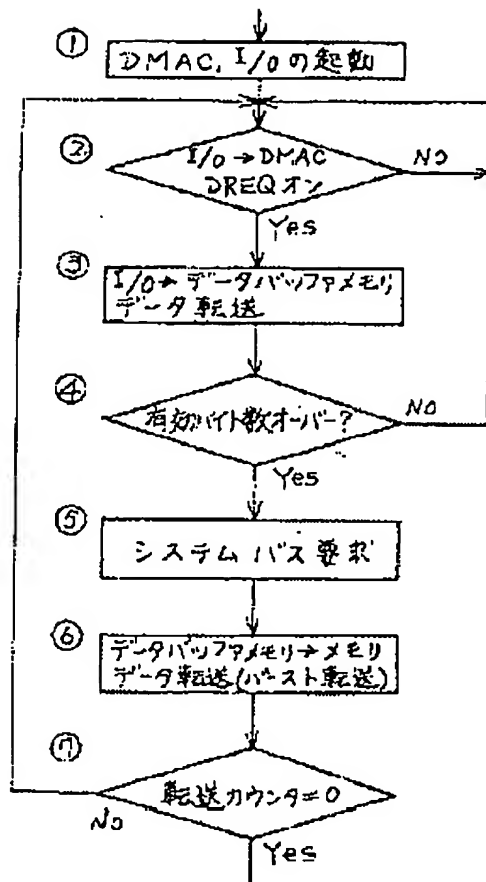 ①
DMAC, I/Oの起動
②
I/O→DMAC
DREQオン
NO
Yes
③
I/O→データバッファメモリ
データ転送
④
有効バイト数オーバー?
NO
Yes
⑤
システムバス要求
⑥
データバッファメモリ→メモリ
データ転送(バースト転送)
⑦
転送カウンタ=0
NO
Yes